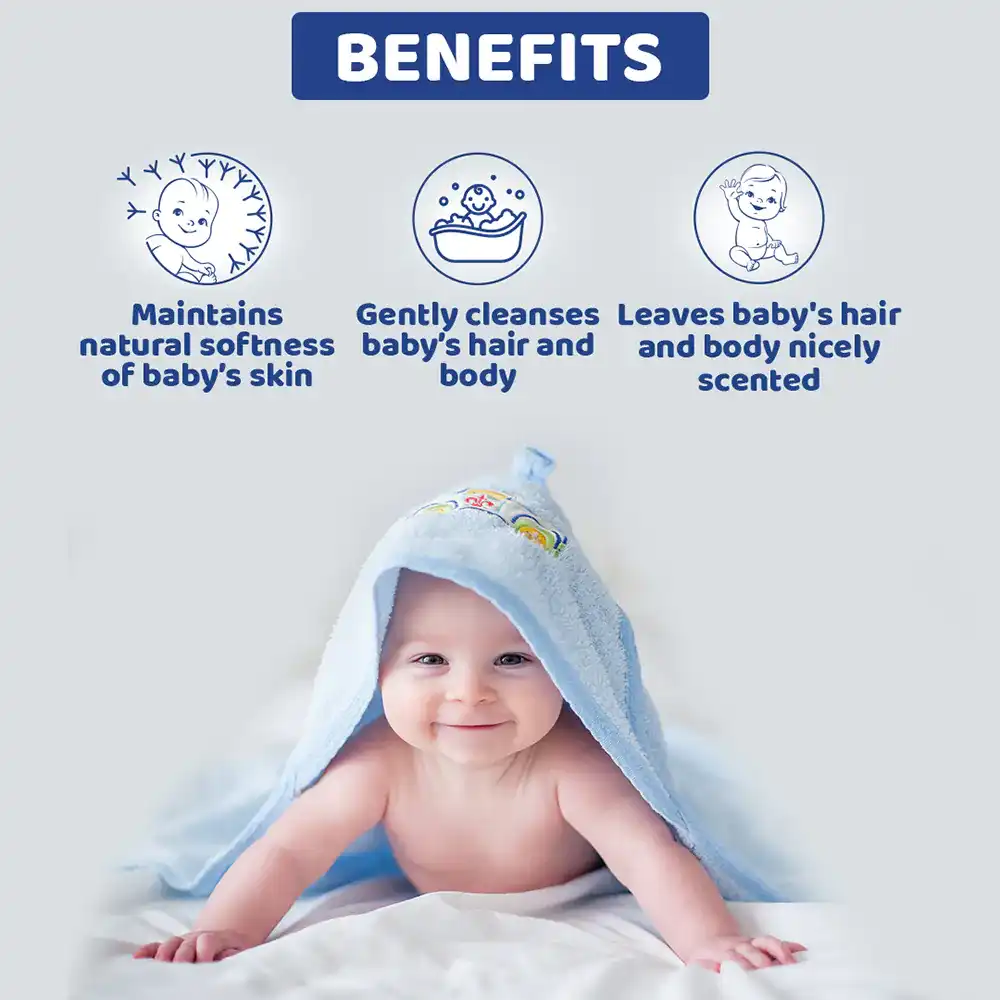 BENEFITS
Maintains
natural softness
of baby's skin
Gently cleanses
baby's hair and
body
Leaves baby's hair
and body nicely
scented